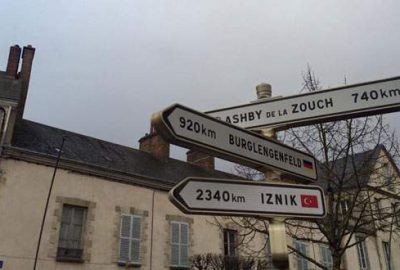 ASHBY DE LA ZOUCH 740km
920km BURGLENGENFELD
2340km IZNIK